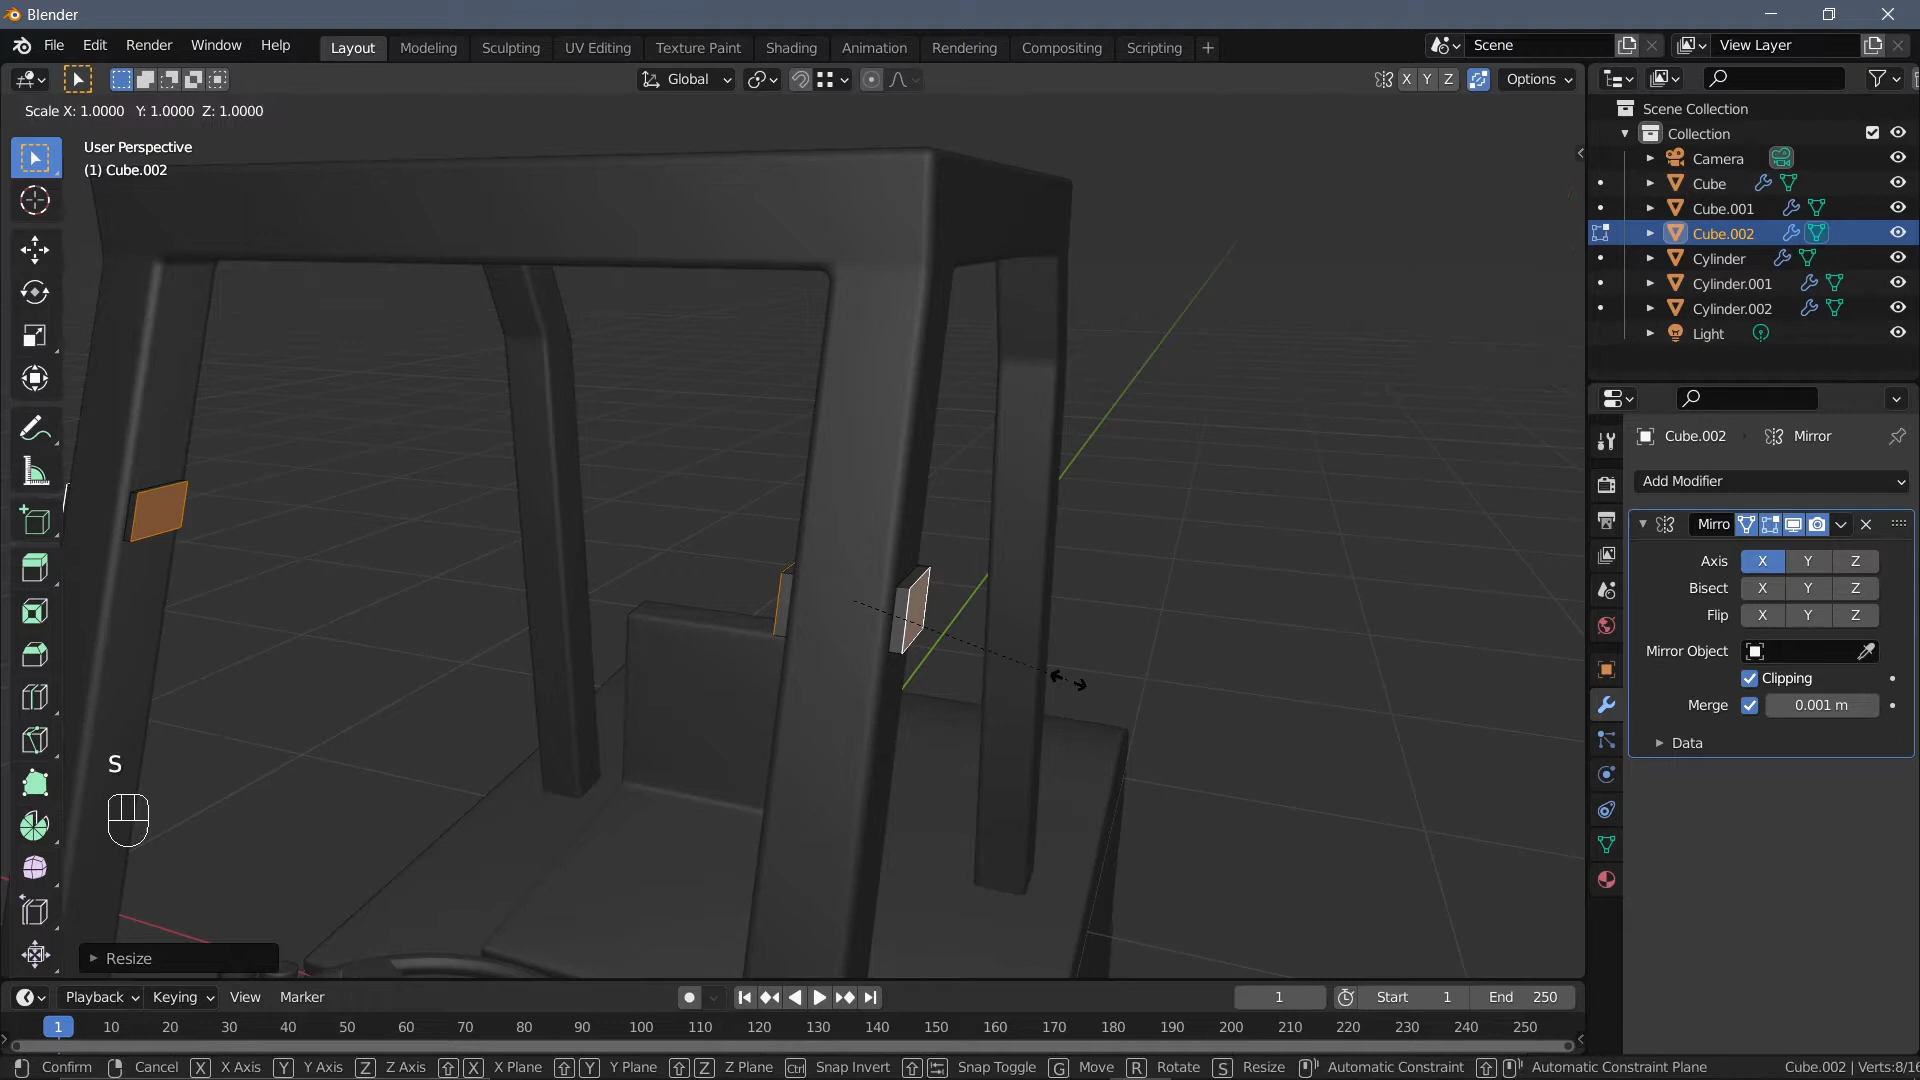 Blender
File Edit Render Window Help Layout Modeling Sculpting UV Editing Texture Paint Shading Animation Rendering Compositing Scripting + Scene View Layer
Global X Y Z Options
Scale X: 1.0000 Y: 1.0000 Z: 1.0000
User Perspective
(1) Cube.002
Scene Collection
Collection
Camera
Cube
Cube.001
Cube.002
Cylinder
Cylinder.001
Cylinder.002
Light
Cube.002 Mirror
Add Modifier
Mirro
Axis X Y Z
Bisect X Y Z
Flip X Y Z
Mirror Object
Clipping
Merge 0.001 m
Data
S
Resize
Playback Keying View Marker 1 Start 1 End 250
1 10 20 30 40 50 60 70 80 90 100 110 120 130 140 150 160 170 180 190 200 210 220 230 240 250
Confirm Cancel X X Axis Y Y Axis Z Z Axis X X Plane Y Y Plane Z Z Plane Ctrl Snap Invert Snap Toggle G Move R Rotate S Resize Automatic Constraint Automatic Constraint Plane Cube.002 | Verts:8/16